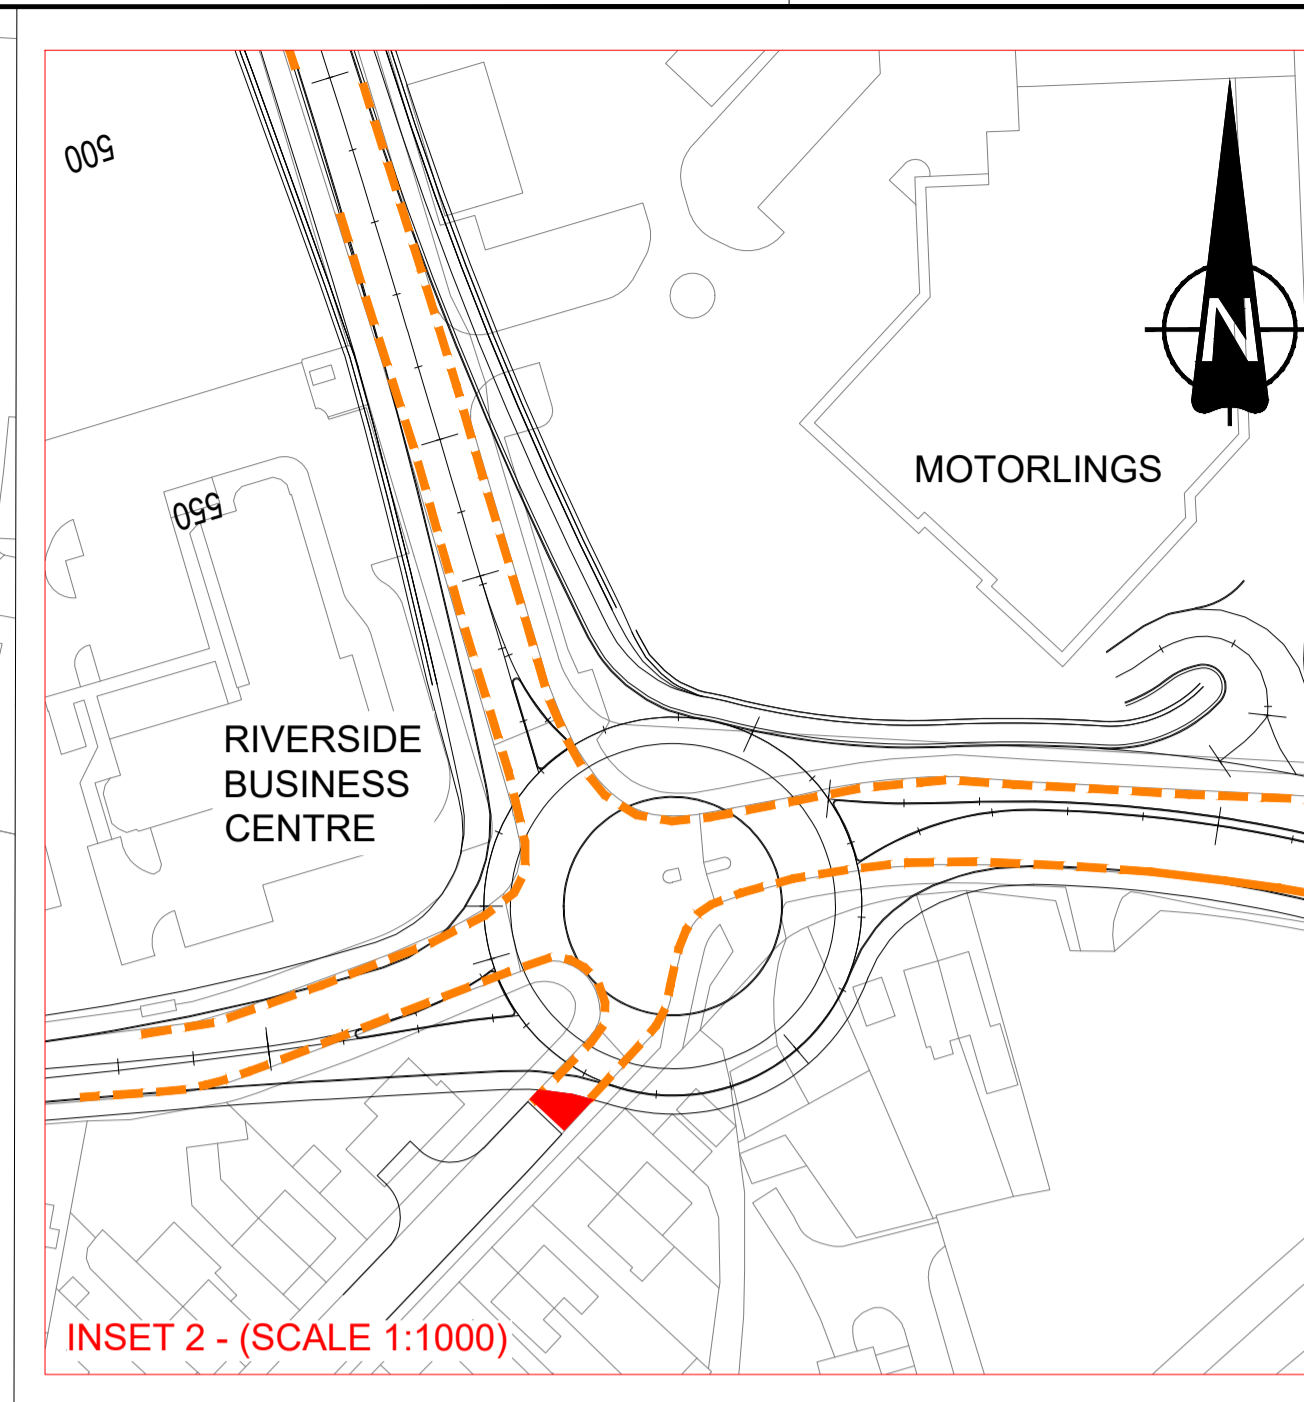 500
N
MOTORLINGS
550
RIVERSIDE
BUSINESS
CENTRE
INSET 2 - (SCALE 1:1000)